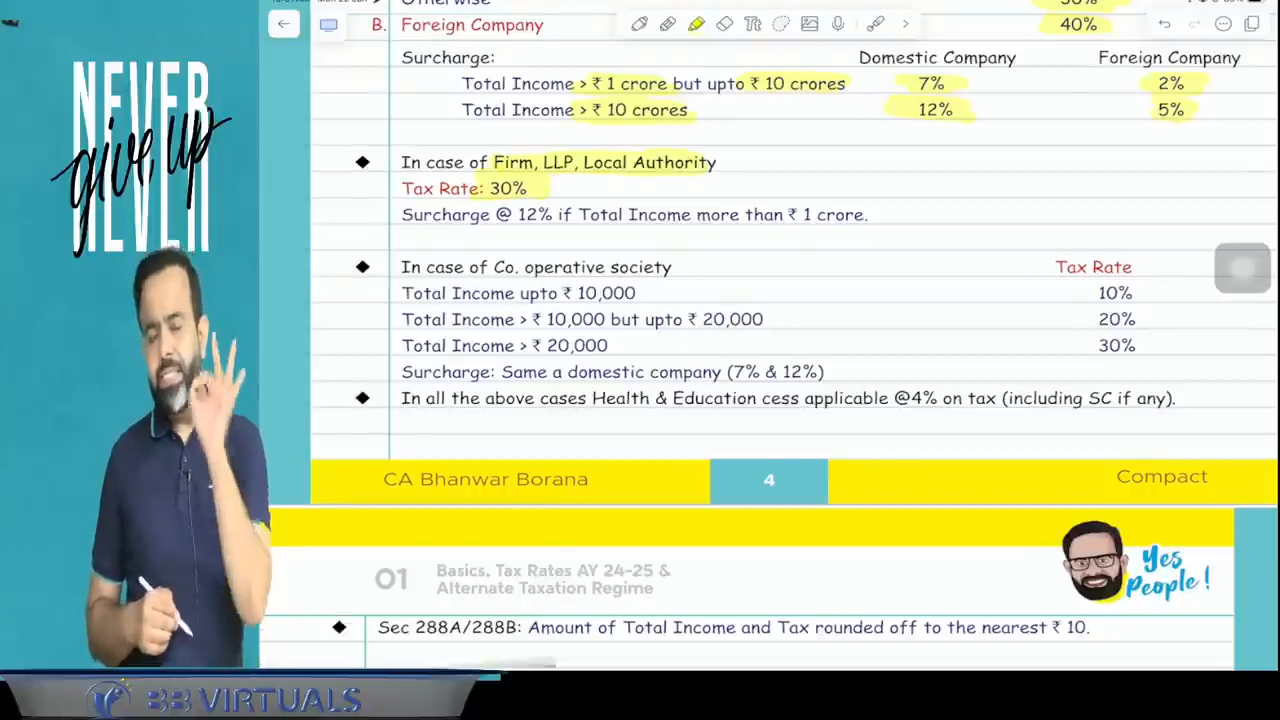 NEVER
give up
NEVER
40%
B. Foreign Company
Surcharge: Domestic Company Foreign Company
Total Income > ₹ 1 crore but upto ₹ 10 crores 7% 2%
Total Income > ₹ 10 crores 12% 5%
◆ In case of Firm, LLP, Local Authority
Tax Rate: 30%
Surcharge @ 12% if Total Income more than ₹ 1 crore.
◆ In case of Co. operative society Tax Rate
Total Income upto ₹ 10,000 10%
Total Income > ₹ 10,000 but upto ₹ 20,000 20%
Total Income > ₹ 20,000 30%
Surcharge: Same a domestic company (7% & 12%)
◆ In all the above cases Health & Education cess applicable @4% on tax (including SC if any).
CA Bhanwar Borana 4 Compact
01 Basics, Tax Rates AY 24-25 &
Alternate Taxation Regime
Yes
People!
◆ Sec 288A/288B: Amount of Total Income and Tax rounded off to the nearest ₹ 10.
BB VIRTUALS